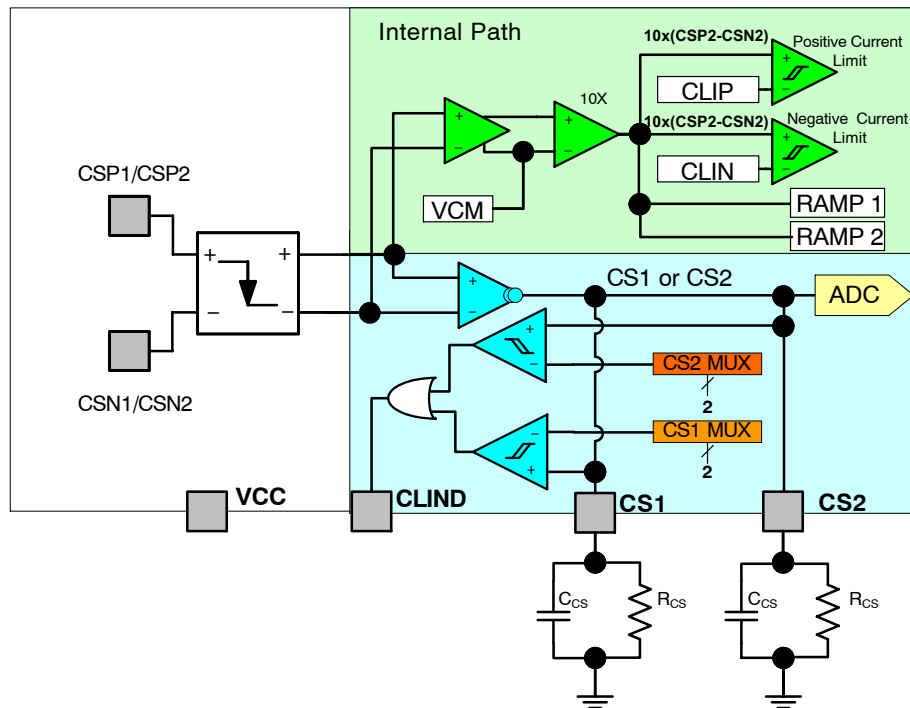 Internal Path
10x(CSP2-CSN2)
Positive Current
Limit
+
−
CLIP
10X
10x(CSP2-CSN2)
Negative Current
Limit
+
−
CLIN
+
−
+
−
VCM
RAMP 1
RAMP 2
CSP1/CSP2
+
+
−
−
CSN1/CSN2
+
−
CS1 or CS2
ADC
+
−
CS2 MUX
2
−
+
CS1 MUX
2
VCC
CLIND
CS1
CS2
CCS
RCS
CCS
RCS